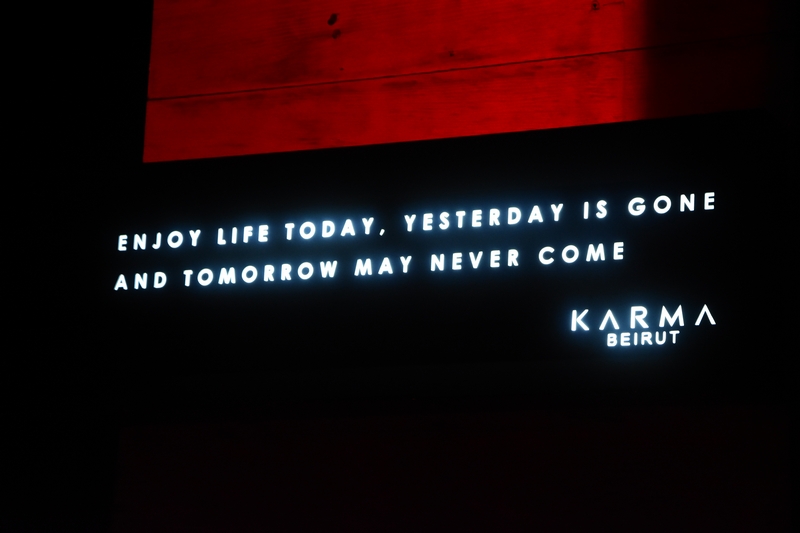 ENJOY LIFE TODAY, YESTERDAY IS GONE
AND TOMORROW MAY NEVER COME
KARMA
BEIRUT